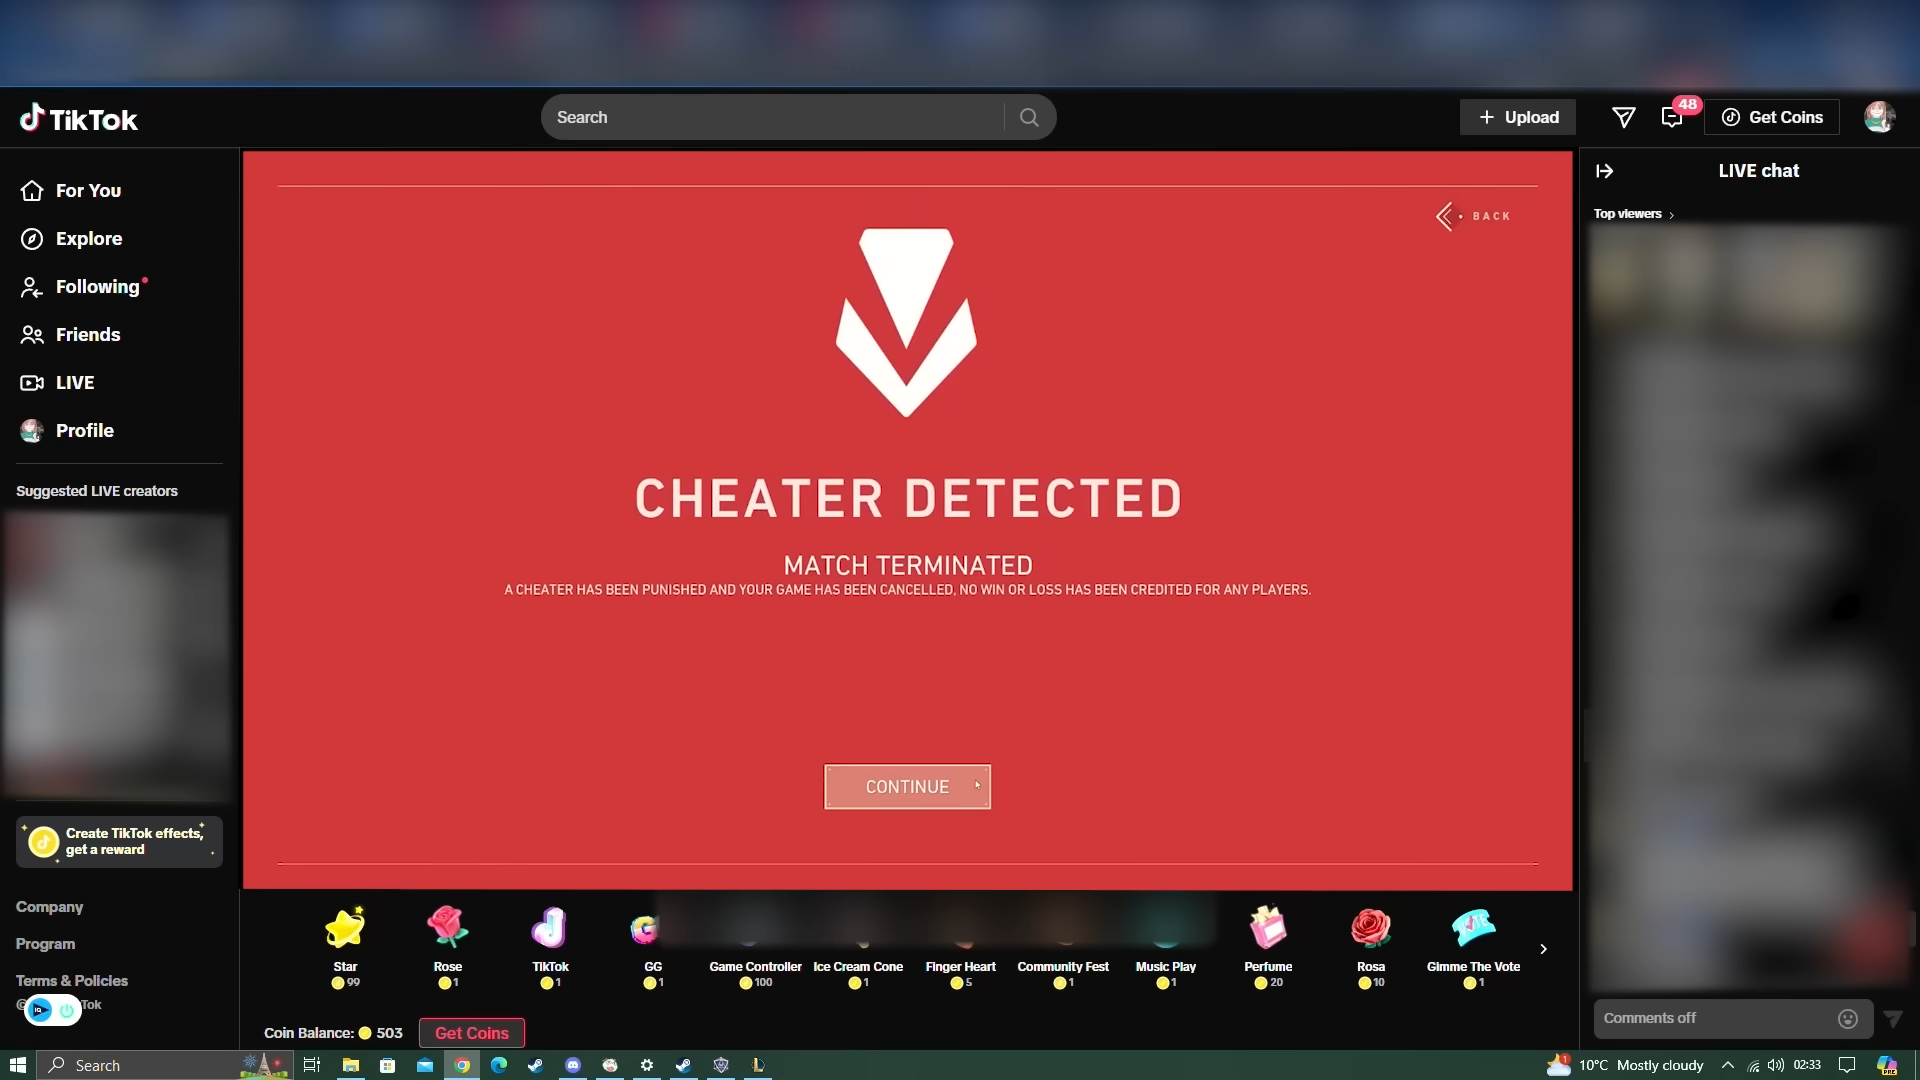 TikTok
Search
Upload
48
Get Coins
For You
Explore
Following
Friends
LIVE
Profile
Suggested LIVE creators
Create TikTok effects,
get a reward
Company
Program
Terms & Policies
BACK
CHEATER DETECTED
MATCH TERMINATED
A CHEATER HAS BEEN PUNISHED AND YOUR GAME HAS BEEN CANCELLED, NO WIN OR LOSS HAS BEEN CREDITED FOR ANY PLAYERS.
CONTINUE
Star
99
Rose
1
TikTok
1
GG
1
Game Controller
100
Ice Cream Cone
1
Finger Heart
5
Community Fest
1
Music Play
1
Perfume
20
Rosa
10
Gimme The Vote
1
Coin Balance: 503
Get Coins
LIVE chat
Top viewers
Comments off
Search
10°C Mostly cloudy
02:33